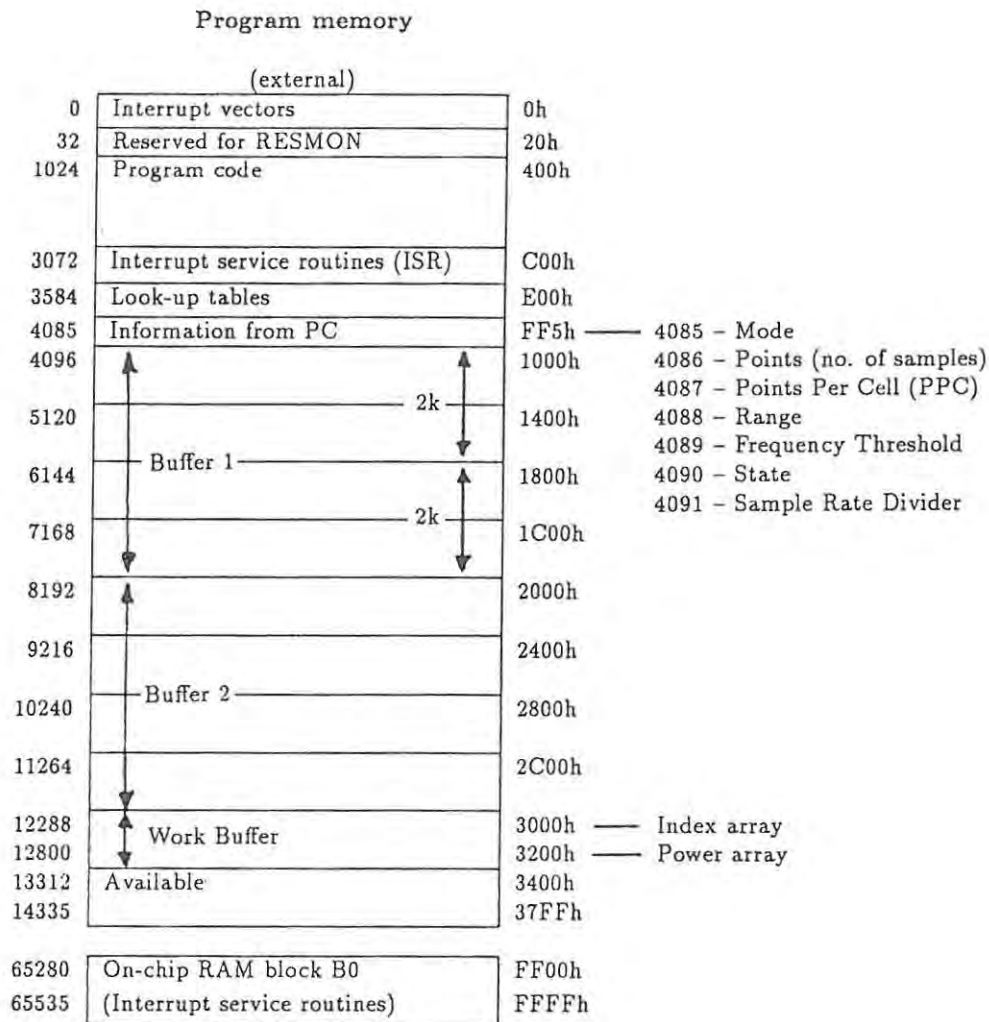 Program memory
(external)
0 Interrupt vectors 0h
32 Reserved for RESMON 20h
1024 Program code 400h
3072 Interrupt service routines (ISR) C00h
3584 Look-up tables E00h
4085 Information from PC FF5h 4085 – Mode
4096 1000h 4086 – Points (no. of samples)
4087 – Points Per Cell (PPC)
5120 2k 1400h 4088 – Range
4089 – Frequency Threshold
6144 Buffer 1 1800h 4090 – State
4091 – Sample Rate Divider
7168 2k 1C00h
8192 2000h
9216 2400h
10240 Buffer 2 2800h
11264 2C00h
12288 3000h Index array
Work Buffer
12800 3200h Power array
13312 Available 3400h
14335 37FFh
65280 On-chip RAM block B0 FF00h
65535 (Interrupt service routines) FFFFh